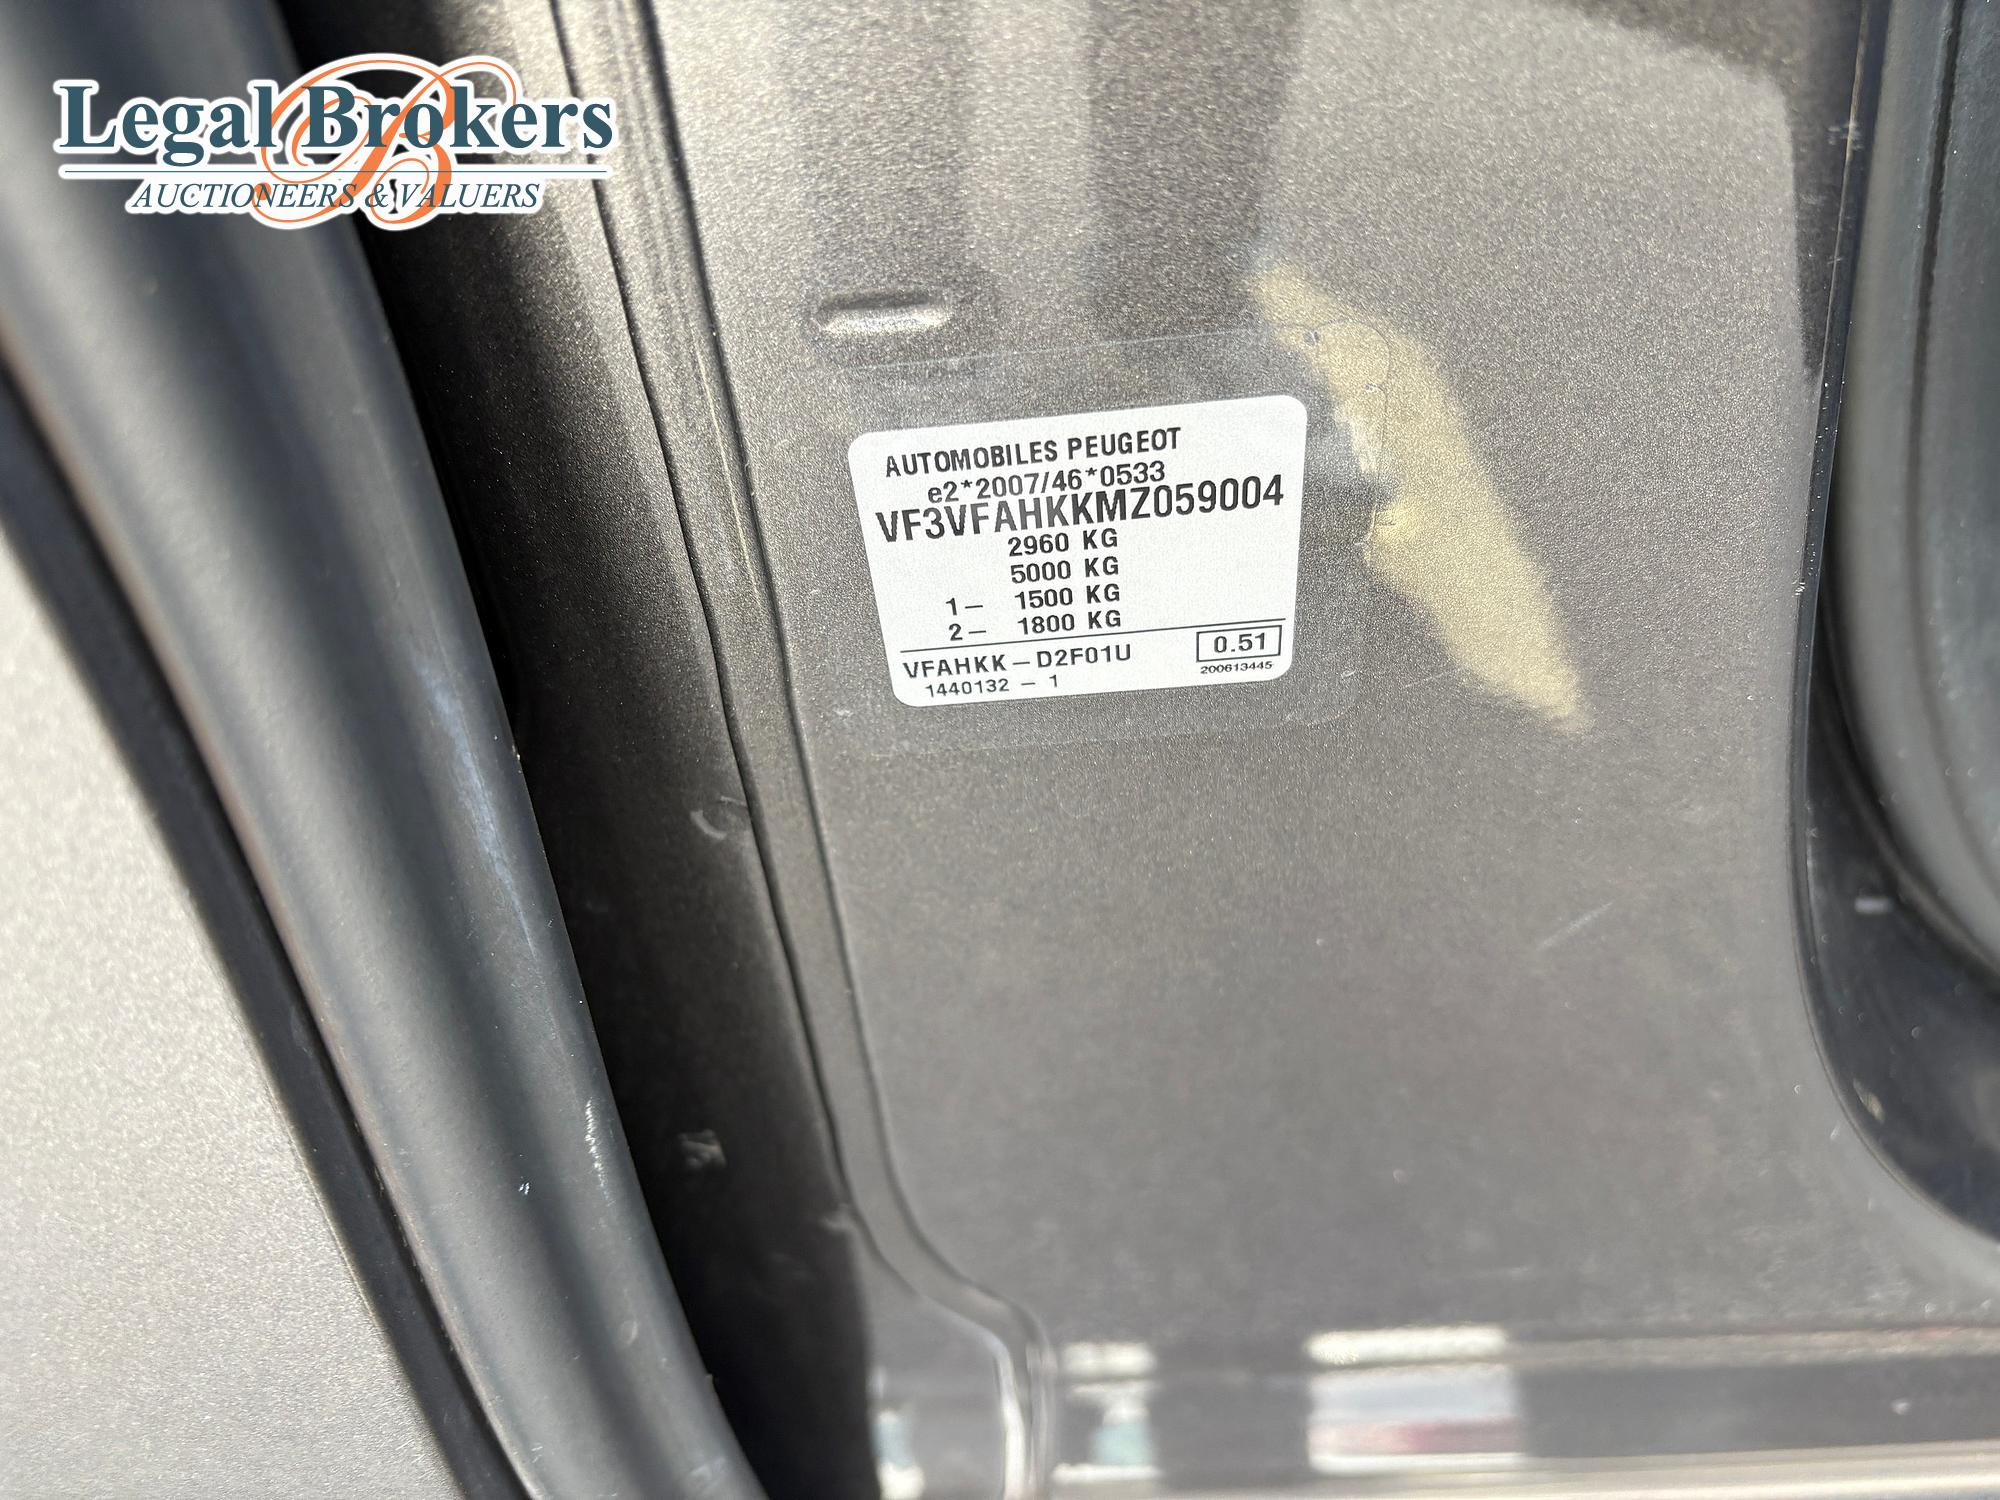 Legal Brokers
AUCTIONEERS & VALUERS
AUTOMOBILES PEUGEOT
e2*2007/46*0533
VF3VFAHKKMZ059004
2960 KG
5000 KG
1- 1500 KG
2- 1800 KG
VFAHKK-D2F01U
0.51
1440132 - 1
200613445